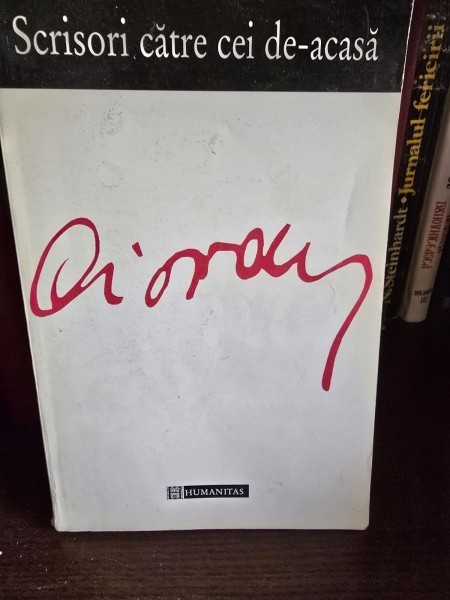 Scrisori către cei de-acasă
Cioran
HUMANITAS
N. Steinhardt • Jurnalul fericirii